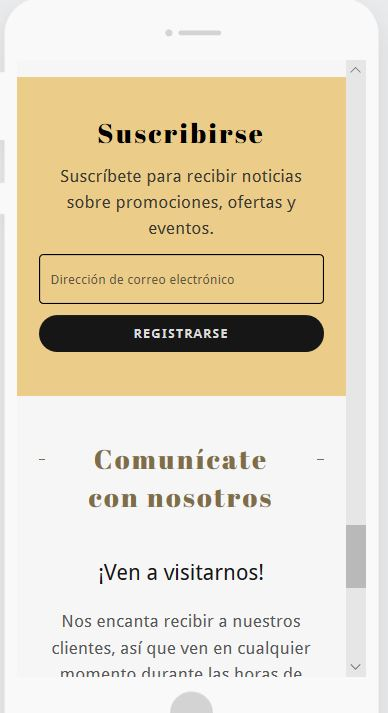 Suscribirse
Suscríbete para recibir noticias
sobre promociones, ofertas y
eventos.
Dirección de correo electrónico
REGISTRARSE
Comunícate
con nosotros
¡Ven a visitarnos!
Nos encanta recibir a nuestros
clientes, así que ven en cualquier
momento durante las horas de